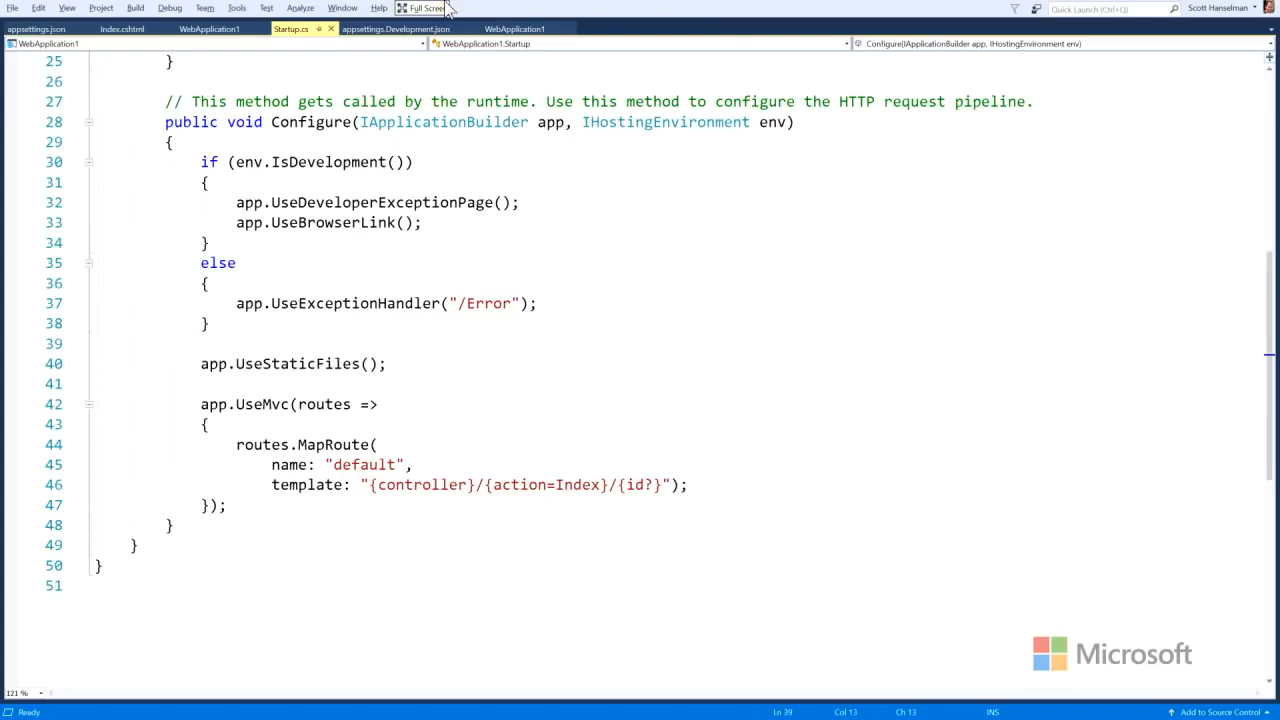 File Edit View Project Build Debug Team Tools Test Analyze Window Help Full Screen Quick Launch (Ctrl+Q) Scott Hanselman
appsettings.json Index.cshtml WebApplication1 Startup.cs appsettings.Development.json WebApplication1
WebApplication1 WebApplication1.Startup Configure(IApplicationBuilder app, IHostingEnvironment env)
25 }
26
27 // This method gets called by the runtime. Use this method to configure the HTTP request pipeline.
28 public void Configure(IApplicationBuilder app, IHostingEnvironment env)
29 {
30 if (env.IsDevelopment())
31 {
32 app.UseDeveloperExceptionPage();
33 app.UseBrowserLink();
34 }
35 else
36 {
37 app.UseExceptionHandler("/Error");
38 }
39
40 app.UseStaticFiles();
41
42 app.UseMvc(routes =>
43 {
44 routes.MapRoute(
45 name: "default",
46 template: "{controller}/{action=Index}/{id?}");
47 });
48 }
49 }
50 }
51
Microsoft
121 %
Ready Ln 39 Col 13 Ch 13 INS Add to Source Control